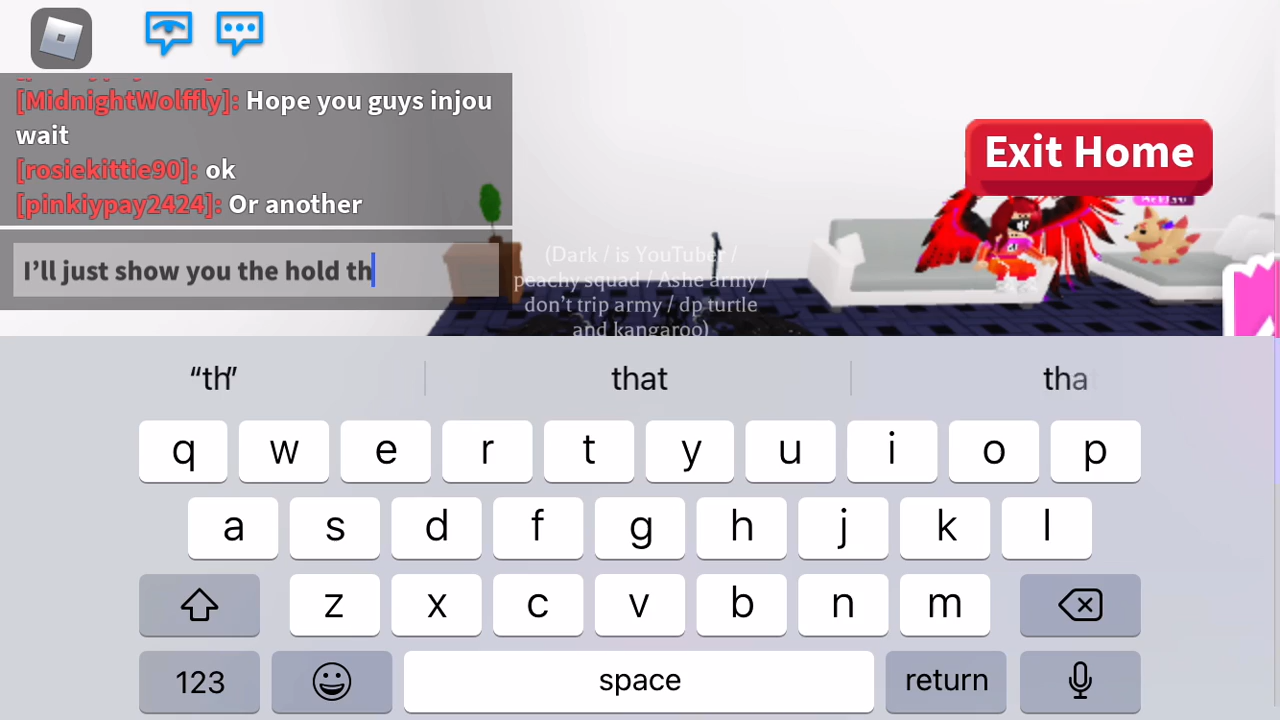 [MidnightWolffly]: Hope you guys injou
wait
[rosiekittie90]: ok
[pinkiypay2424]: Or another
I’ll just show you the hold th
Exit Home
(Dark / is YouTuber /
peachy squad / Ashe army /
don’t trip army / dp turtle
and kangaroo)
“th”
that
tha
q w e r t y u i o p
a s d f g h j k l
z x c v b n m
123
space
return